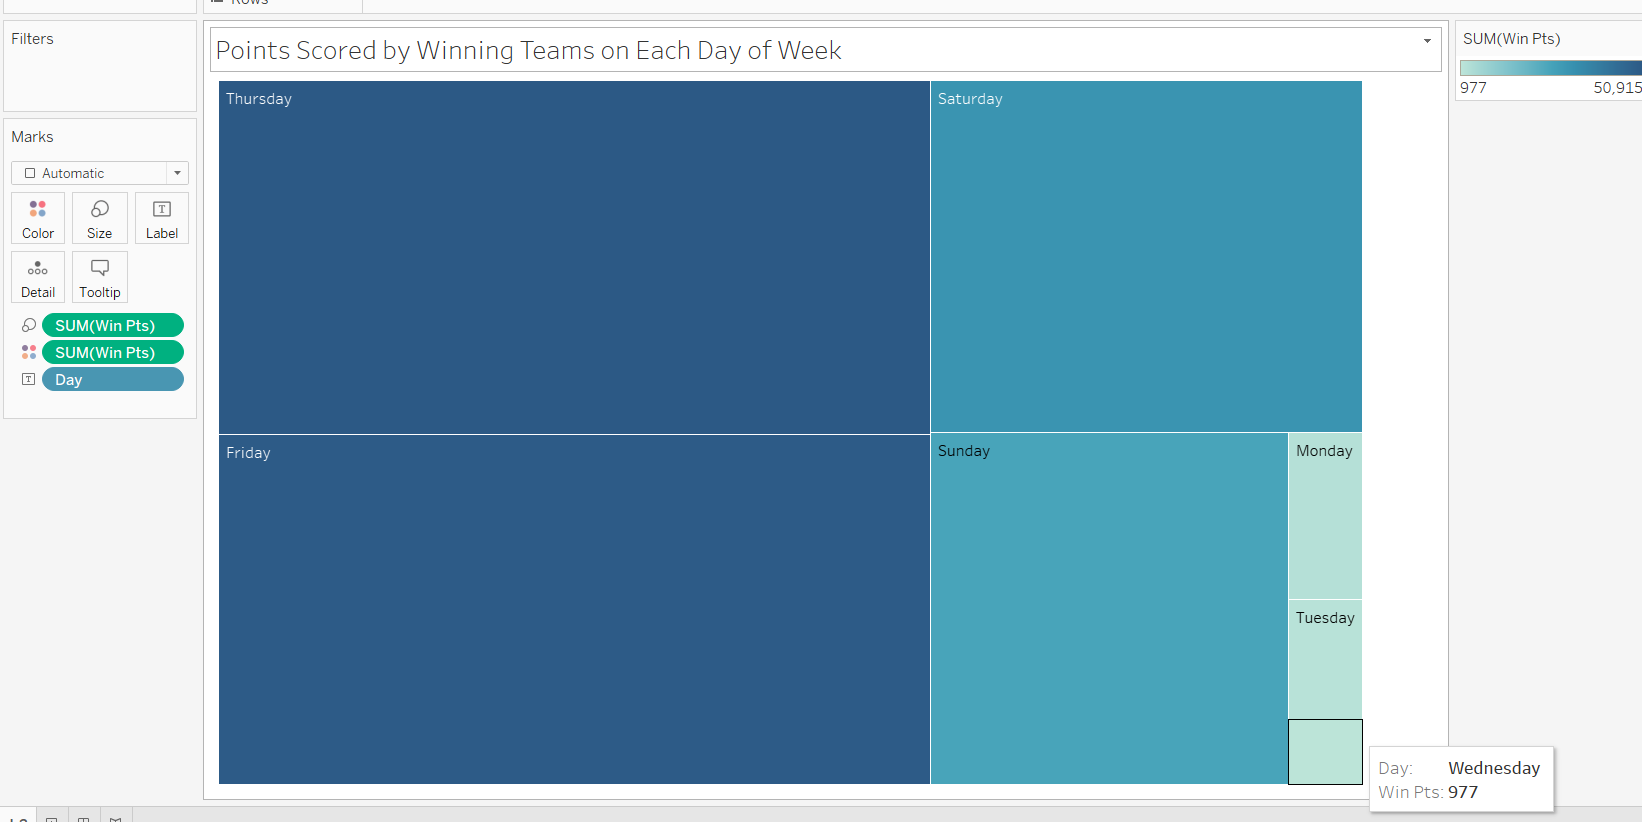 Rows
Filters
Points Scored by Winning Teams on Each Day of Week
SUM(Win Pts)
977
50,915
Marks
Automatic
Color
Size
Label
Detail
Tooltip
SUM(Win Pts)
SUM(Win Pts)
Day
Thursday
Saturday
Friday
Sunday
Monday
Tuesday
Day: Wednesday
Win Pts: 977